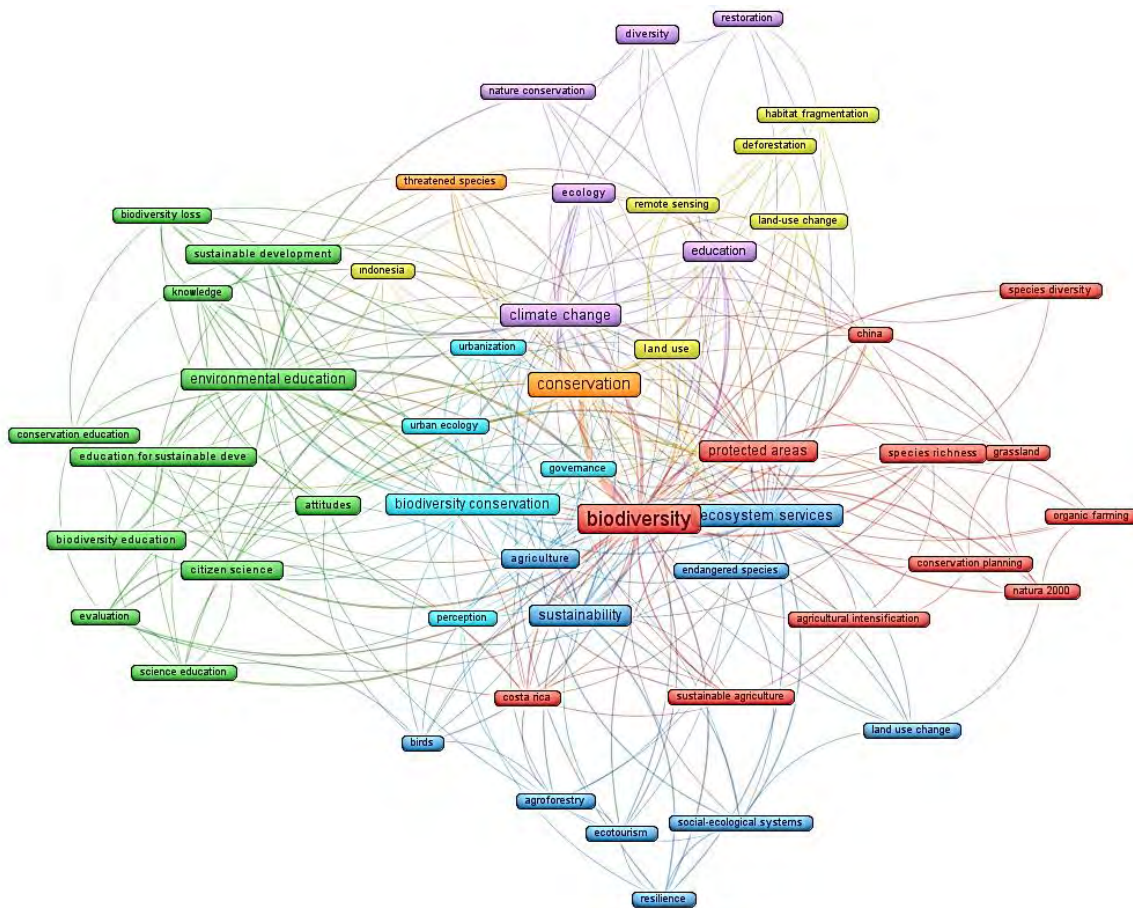 restoration
diversity
nature conservation
habitat fragmentation
deforestation
threatened species
ecology
remote sensing
biodiversity loss
land-use change
sustainable development
education
indonesia
knowledge
species diversity
climate change
china
urbanization
land use
environmental education
conservation
urban ecology
conservation education
protected areas
species richness
grassland
education for sustainable deve
governance
attitudes
biodiversity conservation
biodiversity
ecosystem services
organic farming
biodiversity education
agriculture
citizen science
endangered species
conservation planning
natura 2000
evaluation
perception
sustainability
agricultural intensification
science education
costa rica
sustainable agriculture
land use change
birds
agroforestry
ecotourism
social-ecological systems
resilience